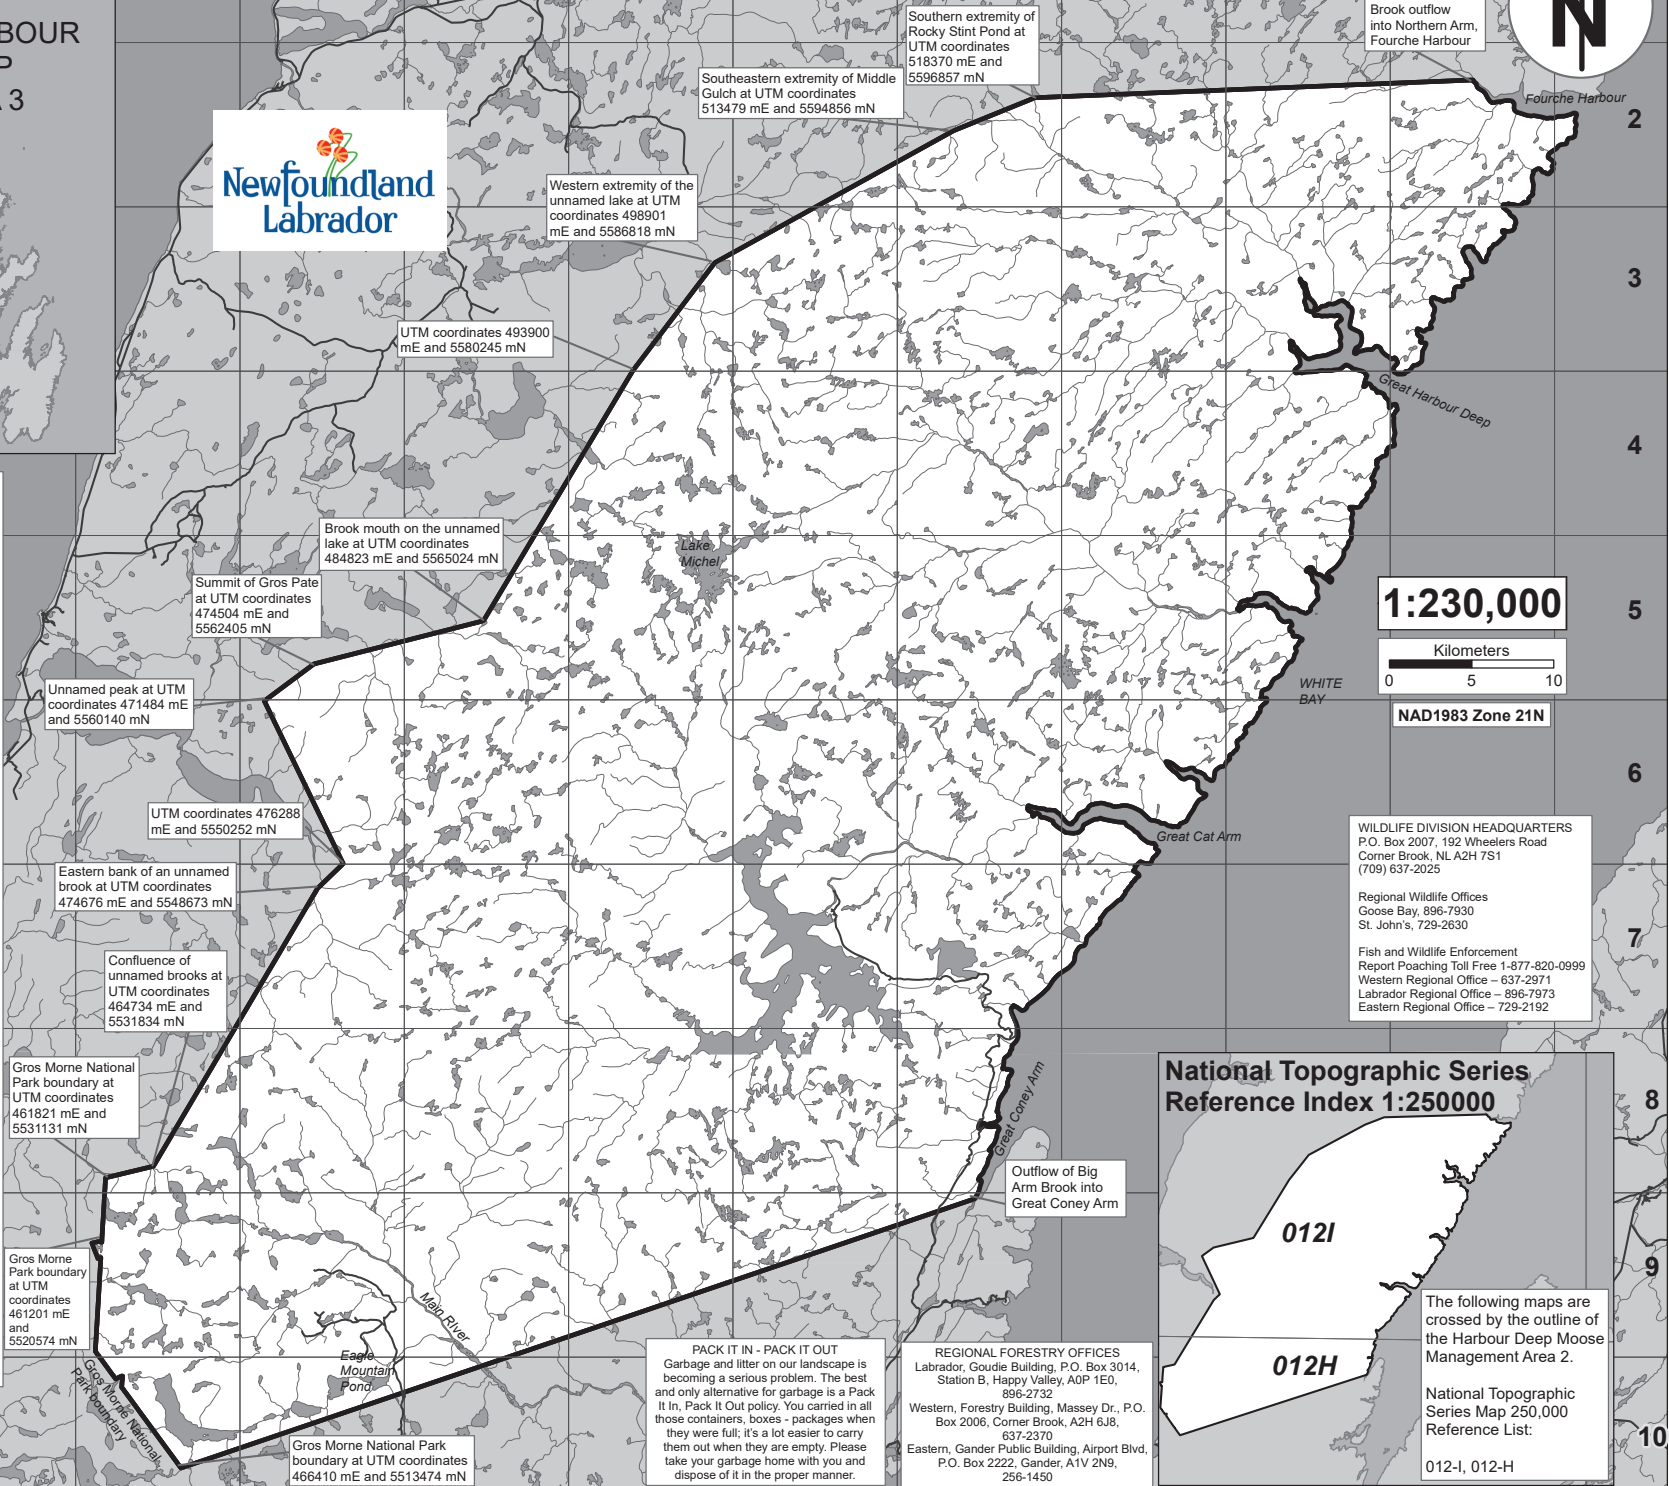 BOUR
P
3
Newfoundland
Labrador
Southern extremity of
Rocky Stint Pond at
UTM coordinates
518370 mE and
5596857 mN
Brook outflow
into Northern Arm,
Fourche Harbour
N
Southeastern extremity of Middle
Gulch at UTM coordinates
513479 mE and 5594856 mN
Fourche Harbour
2
Western extremity of the
unnamed lake at UTM
coordinates 498901
mE and 5586818 mN
3
UTM coordinates 493900
mE and 5580245 mN
Great Harbour Deep
4
Brook mouth on the unnamed
lake at UTM coordinates
484823 mE and 5565024 mN
Lake
Michel
Summit of Gros Pate
at UTM coordinates
474504 mE and
5562405 mN
1:230,000
5
Kilometers
0 5 10
NAD1983 Zone 21N
Unnamed peak at UTM
coordinates 471484 mE
and 5560140 mN
WHITE
BAY
6
UTM coordinates 476288
mE and 5550252 mN
Great Cat Arm
WILDLIFE DIVISION HEADQUARTERS
P.O. Box 2007, 192 Wheelers Road
Corner Brook, NL A2H 7S1
(709) 637-2025
Regional Wildlife Offices
Goose Bay, 896-7930
St. John's, 729-2630
Fish and Wildlife Enforcement
Report Poaching Toll Free 1-877-820-0999
Western Regional Office – 637-2971
Labrador Regional Office – 896-7973
Eastern Regional Office – 729-2192
Eastern bank of an unnamed
brook at UTM coordinates
474676 mE and 5548673 mN
7
Confluence of
unnamed brooks at
UTM coordinates
464734 mE and
5531834 mN
Gros Morne National
Park boundary at
UTM coordinates
461821 mE and
5531131 mN
Great Coney Arm
National Topographic Series
Reference Index 1:250000
8
Outflow of Big
Arm Brook into
Great Coney Arm
012I
012H
9
The following maps are
crossed by the outline of
the Harbour Deep Moose
Management Area 2.
National Topographic
Series Map 250,000
Reference List:
012-I, 012-H
10
Gros Morne
Park boundary
at UTM
coordinates
461201 mE
and
5520574 mN
Main River
Eagle
Mountain
Pond
Gros Morne National
Park boundary
Gros Morne National Park
boundary at UTM coordinates
466410 mE and 5513474 mN
PACK IT IN - PACK IT OUT
Garbage and litter on our landscape is
becoming a serious problem. The best
and only alternative for garbage is a Pack
It In, Pack It Out policy. You carried in all
those containers, boxes - packages when
they were full; it's a lot easier to carry
them out when they are empty. Please
take your garbage home with you and
dispose of it in the proper manner.
REGIONAL FORESTRY OFFICES
Labrador, Goudie Building, P.O. Box 3014,
Station B, Happy Valley, A0P 1E0,
896-2732
Western, Forestry Building, Massey Dr., P.O.
Box 2006, Corner Brook, A2H 6J8,
637-2370
Eastern, Gander Public Building, Airport Blvd,
P.O. Box 2222, Gander, A1V 2N9,
256-1450